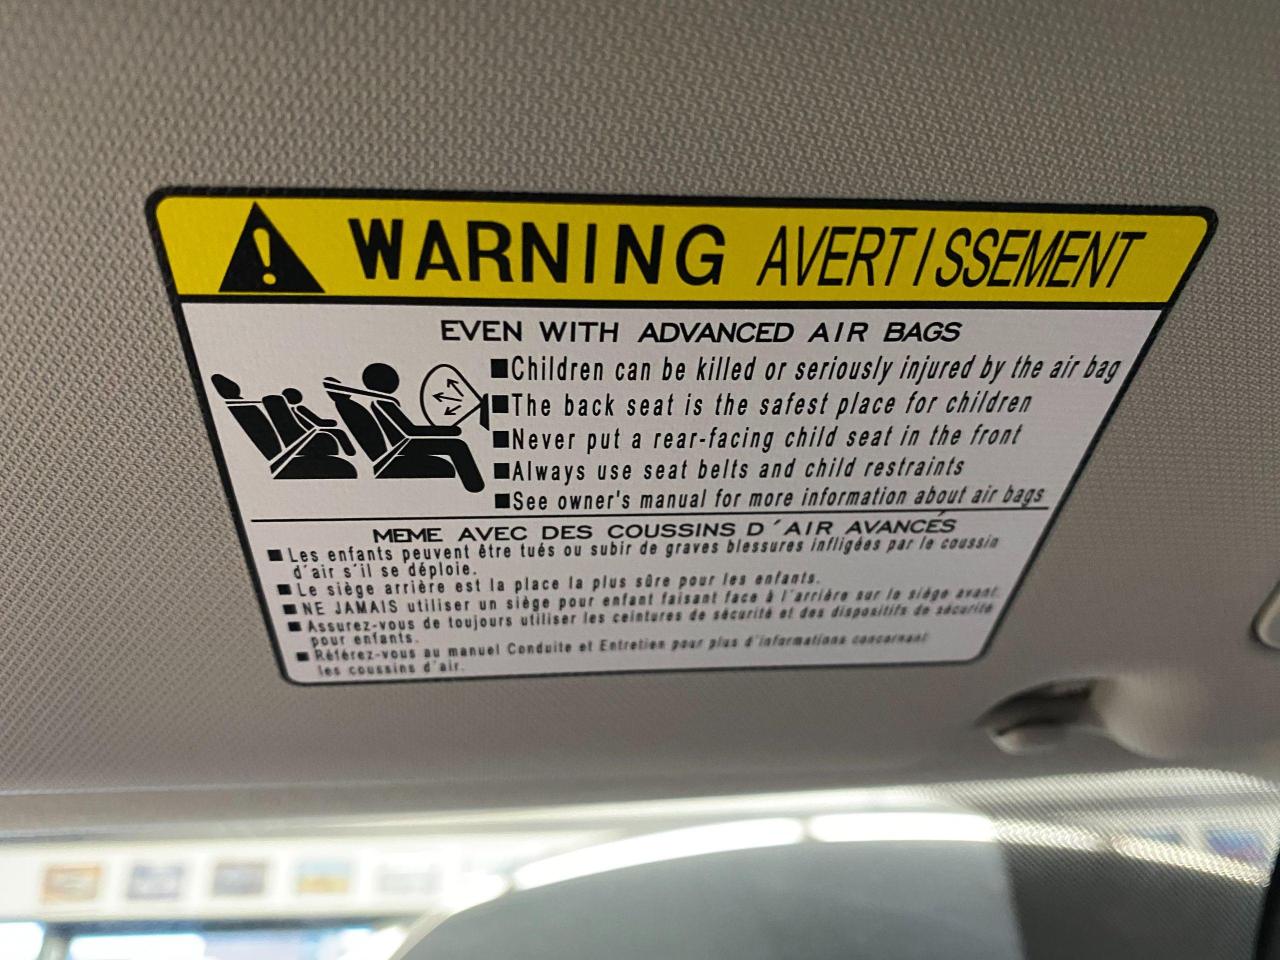 WARNING AVERTISSEMENT
EVEN WITH ADVANCED AIR BAGS
■Children can be killed or seriously injured by the air bag
■The back seat is the safest place for children
■Never put a rear-facing child seat in the front
■Always use seat belts and child restraints
■See owner's manual for more information about air bags
MEME AVEC DES COUSSINS D'AIR AVANCÉS
■ Les enfants peuvent être tués ou subir de graves blessures infligées par le coussin
d'air s'il se déploie.
■ Le siège arrière est la place la plus sûre pour les enfants.
■ NE JAMAIS utiliser un siège pour enfant faisant face à l'arrière sur le siège avant.
■ Assurez-vous de toujours utiliser les ceintures de sécurité et des dispositifs de sécurité
pour enfants.
■ Référez-vous au manuel Conduite et Entretien pour plus d'informations concernant
les coussins d'air.